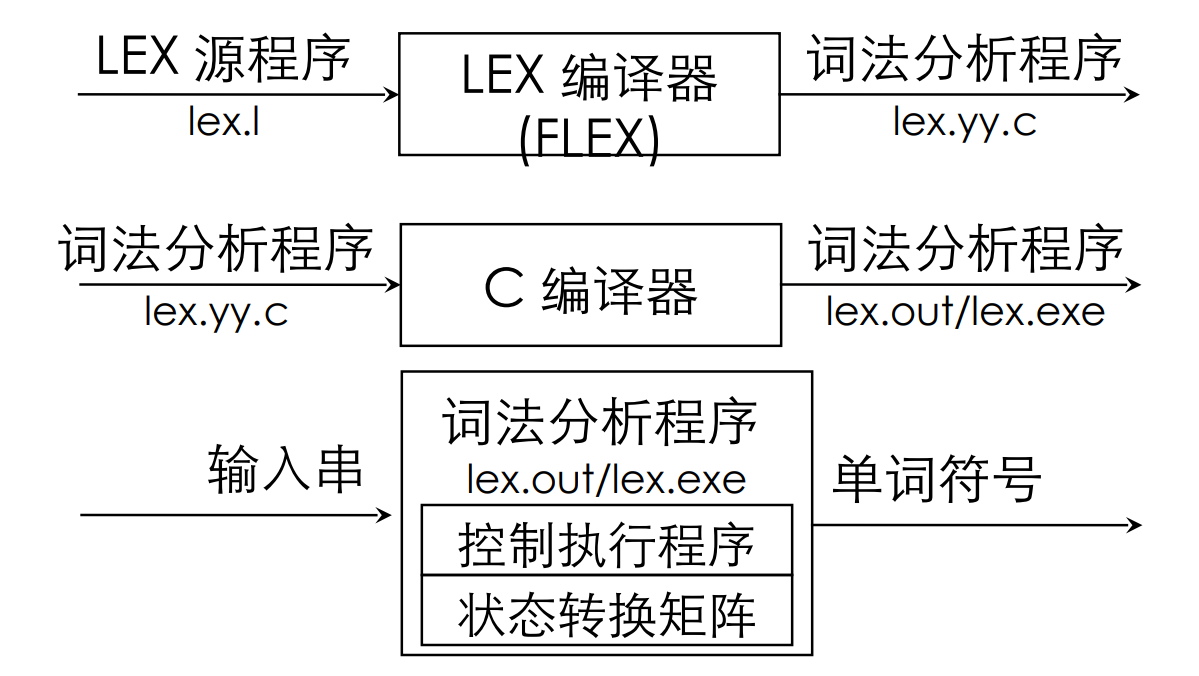 LEX 源程序
lex.l
LEX 编译器
(FLEX)
词法分析程序
lex.yy.c
词法分析程序
lex.yy.c
C 编译器
词法分析程序
lex.out/lex.exe
输入串
词法分析程序
lex.out/lex.exe
控制执行程序
状态转换矩阵
单词符号